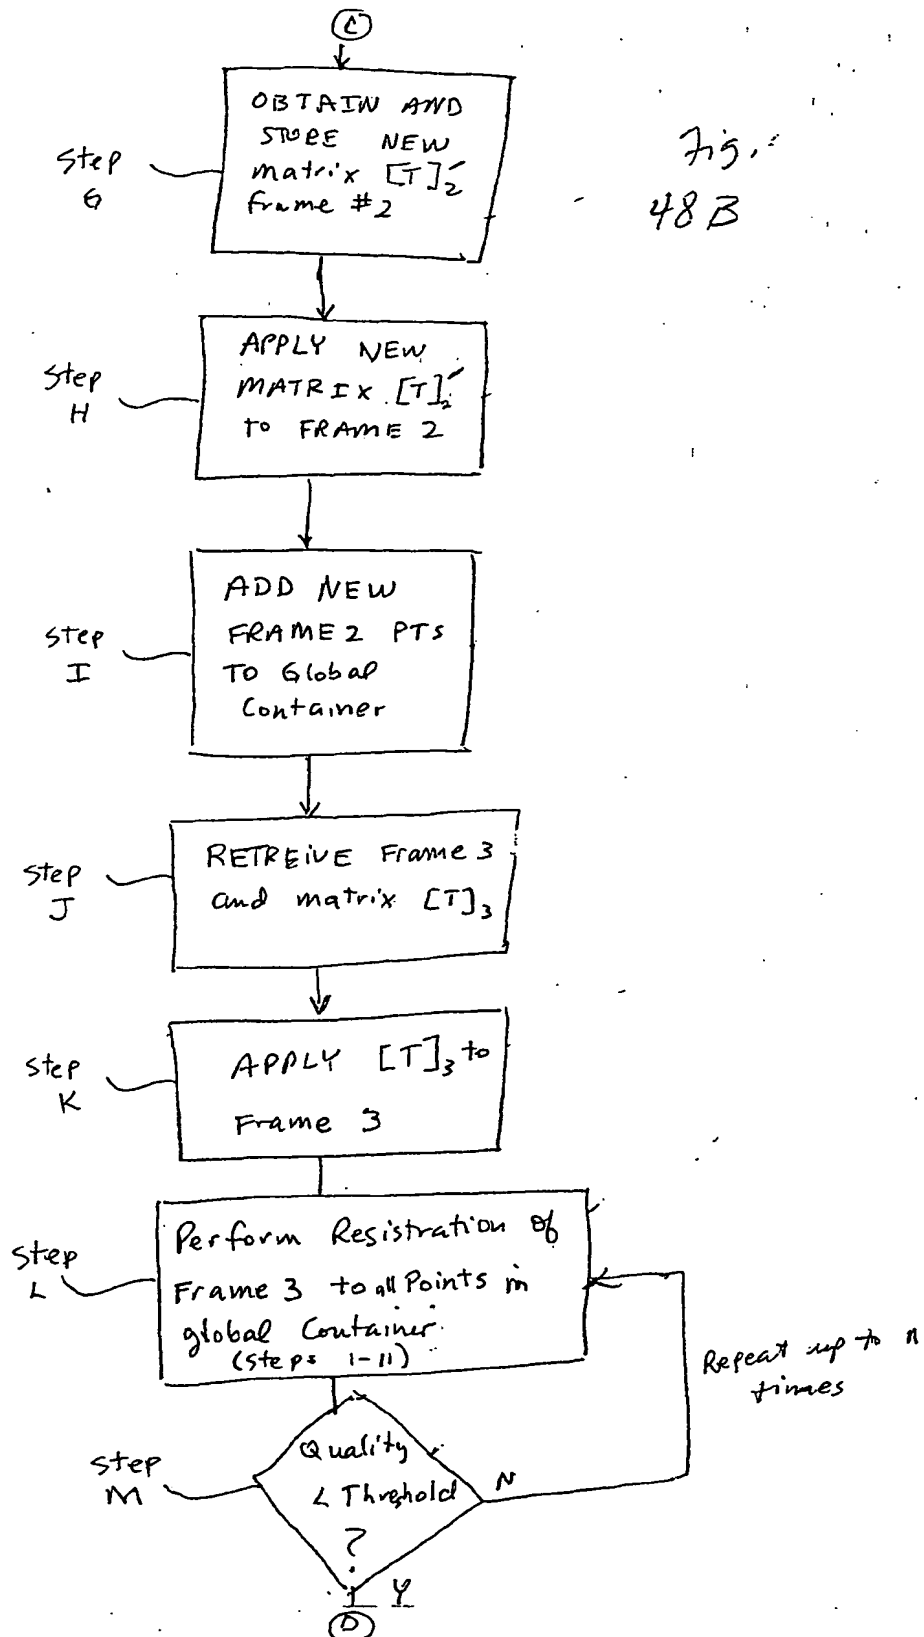 C
OBTAIN AND
STORE NEW
matrix [T]₂′
frame #2
Step
G
Fig.
48B
APPLY NEW
MATRIX [T]₂′
to FRAME 2
Step
H
ADD NEW
FRAME 2 PTs
TO Global
Container
Step
I
RETREIVE Frame 3
and matrix [T]₃
Step
J
APPLY [T]₃ to
Frame 3
Step
K
Perform Registration of
Frame 3 to all Points in
global Container.
(steps 1-11)
Step
L
Repeat up to n
times
Quality
< Threshold
?
Step
M
N
Y
D